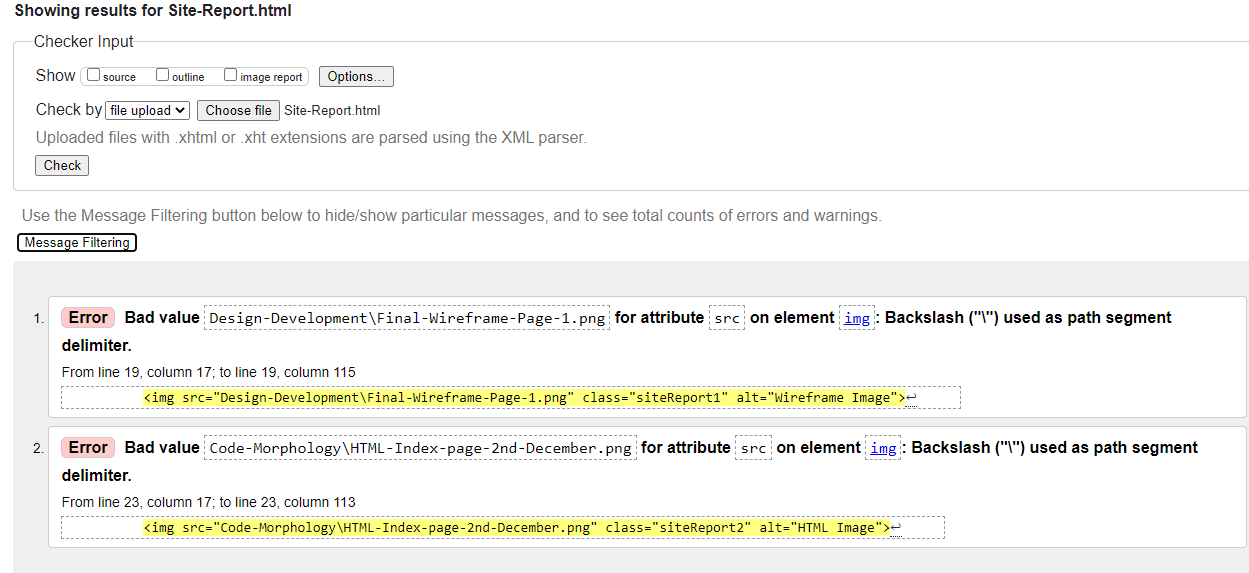 Showing results for Site-Report.html
Checker Input
Show source outline image report Options...
Check by file upload Choose file Site-Report.html
Uploaded files with .xhtml or .xht extensions are parsed using the XML parser.
Check
Use the Message Filtering button below to hide/show particular messages, and to see total counts of errors and warnings.
Message Filtering
1. Error Bad value Design-Development\Final-Wireframe-Page-1.png for attribute src on element img: Backslash ("\") used as path segment
delimiter.
From line 19, column 17; to line 19, column 115
<img src="Design-Development\Final-Wireframe-Page-1.png" class="siteReport1" alt="Wireframe Image">↩
2. Error Bad value Code-Morphology\HTML-Index-page-2nd-December.png for attribute src on element img: Backslash ("\") used as path segment
delimiter.
From line 23, column 17; to line 23, column 113
<img src="Code-Morphology\HTML-Index-page-2nd-December.png" class="siteReport2" alt="HTML Image">↩